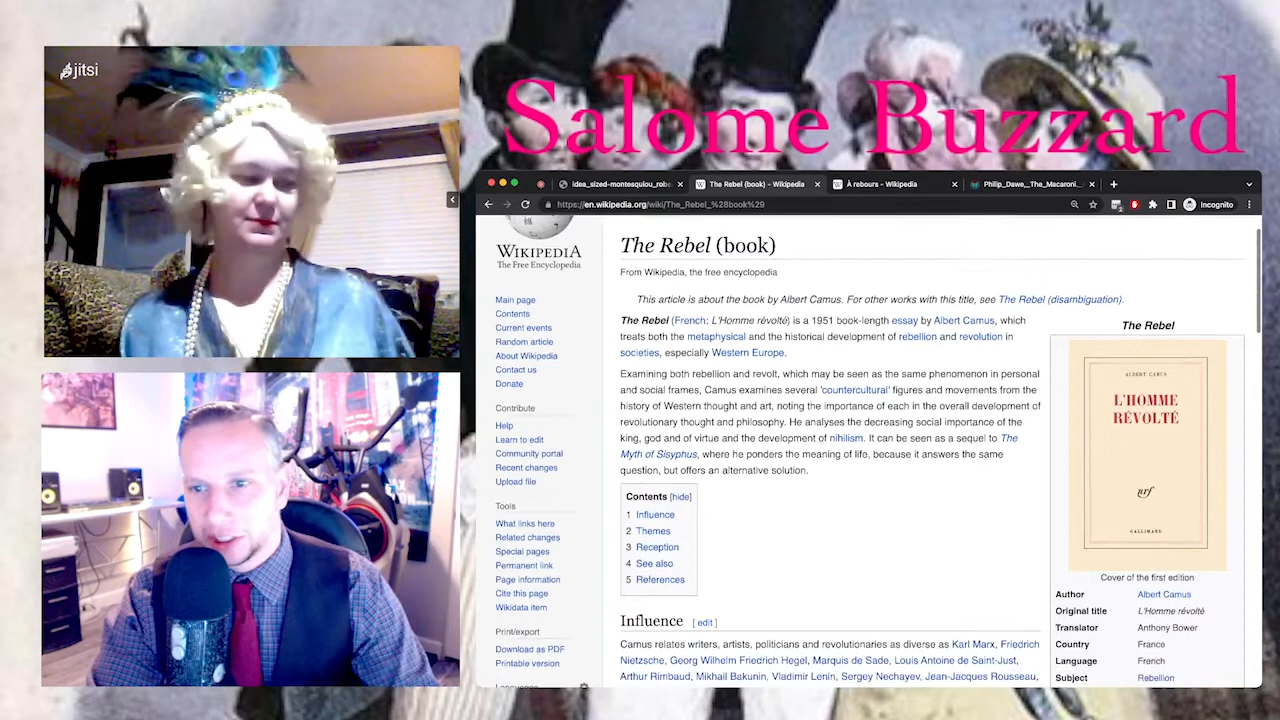 jitsi
Salome Buzzard
idea_sized-montesquiou_robe
The Rebel (book) - Wikipedia
À rebours - Wikipedia
Philip_Dawe,_The_Macaroni._
https://en.wikipedia.org/wiki/The_Rebel_%28book%29
Incognito
WIKIPEDIA
The Free Encyclopedia
Main page
Contents
Current events
Random article
About Wikipedia
Contact us
Donate
Contribute
Help
Learn to edit
Community portal
Recent changes
Upload file
Tools
What links here
Related changes
Special pages
Permanent link
Page information
Cite this page
Wikidata item
Print/export
Download as PDF
Printable version
Languages
The Rebel (book)
From Wikipedia, the free encyclopedia
This article is about the book by Albert Camus. For other works with this title, see The Rebel (disambiguation).
The Rebel (French: L'Homme révolté) is a 1951 book-length essay by Albert Camus, which
treats both the metaphysical and the historical development of rebellion and revolution in
societies, especially Western Europe.
Examining both rebellion and revolt, which may be seen as the same phenomenon in personal
and social frames, Camus examines several 'countercultural' figures and movements from the
history of Western thought and art, noting the importance of each in the overall development of
revolutionary thought and philosophy. He analyses the decreasing social importance of the
king, god and of virtue and the development of nihilism. It can be seen as a sequel to The
Myth of Sisyphus, where he ponders the meaning of life, because it answers the same
question, but offers an alternative solution.
Contents [hide]
1 Influence
2 Themes
3 Reception
4 See also
5 References
Influence [ edit ]
Camus relates writers, artists, politicians and revolutionaries as diverse as Karl Marx, Friedrich
Nietzsche, Georg Wilhelm Friedrich Hegel, Marquis de Sade, Louis Antoine de Saint-Just,
Arthur Rimbaud, Mikhail Bakunin, Vladimir Lenin, Sergey Nechayev, Jean-Jacques Rousseau,
The Rebel
ALBERT CAMUS
L'HOMME
RÉVOLTÉ
nrf
GALLIMARD
Cover of the first edition
Author Albert Camus
Original title L'Homme révolté
Translator Anthony Bower
Country France
Language French
Subject Rebellion